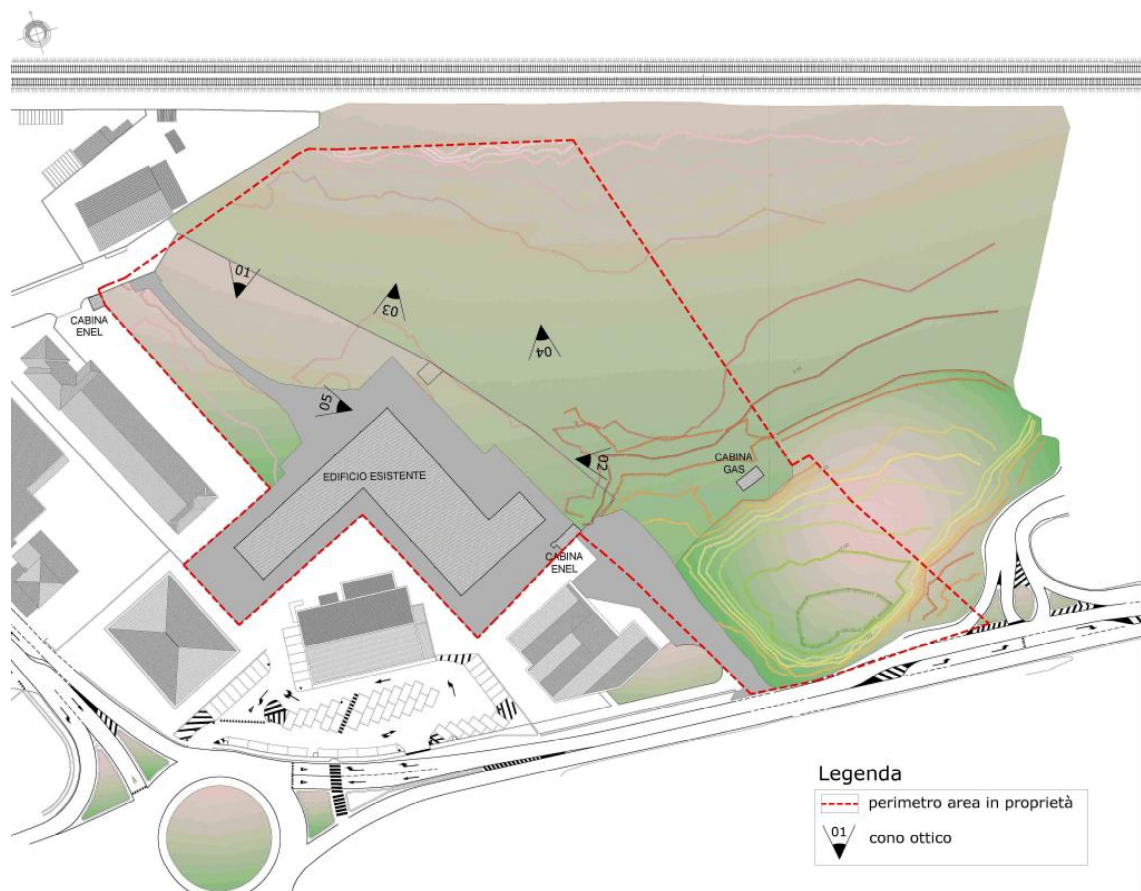 01
CABINA
ENEL
03
04
05
EDIFICIO ESISTENTE
02
CABINA
GAS
CABINA
ENEL
Legenda
perimetro area in proprietà
01
cono ottico